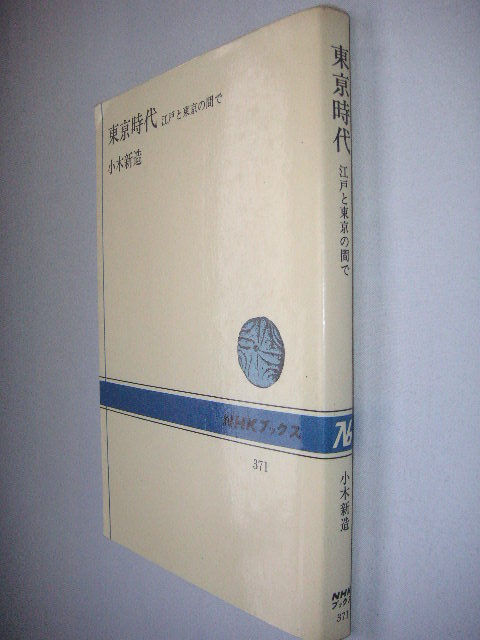 東京時代 江戸と東京の間で
小木新造
NHKブックス
371
東京時代 江戸と東京の間で
小木新造
NHK
ブックス
371